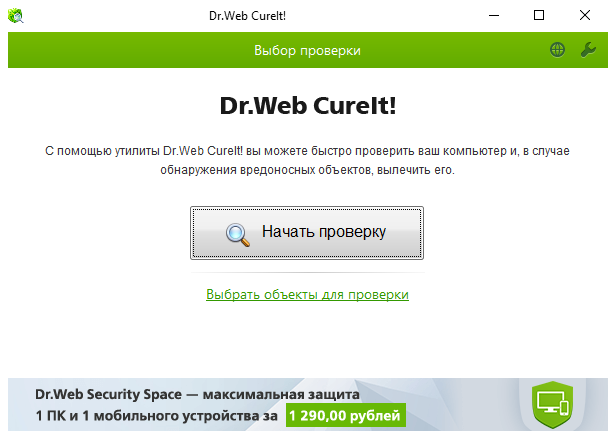 Dr.Web CureIt!
Выбор проверки
Dr.Web CureIt!
С помощью утилиты Dr.Web CureIt! вы можете быстро проверить ваш компьютер и, в случае
обнаружения вредоносных объектов, вылечить его.
Начать проверку
Выбрать объекты для проверки
Dr.Web Security Space — максимальная защита
1 ПК и 1 мобильного устройства за 1 290,00 рублей